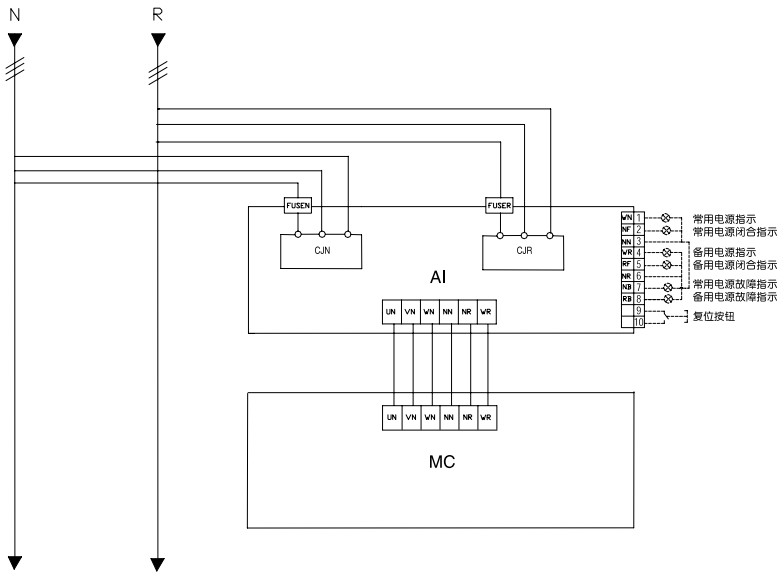 N
R
FUSEN
FUSER
CJN
CJR
AI
WN 1 常用电源指示
NF 2 常用电源闭合指示
NN 3
WR 4 备用电源指示
RF 5 备用电源闭合指示
NR 6
NB 7 常用电源故障指示
RB 8 备用电源故障指示
9
10
复位按钮
UN VN WN NN NR WR
UN VN WN NN NR WR
MC